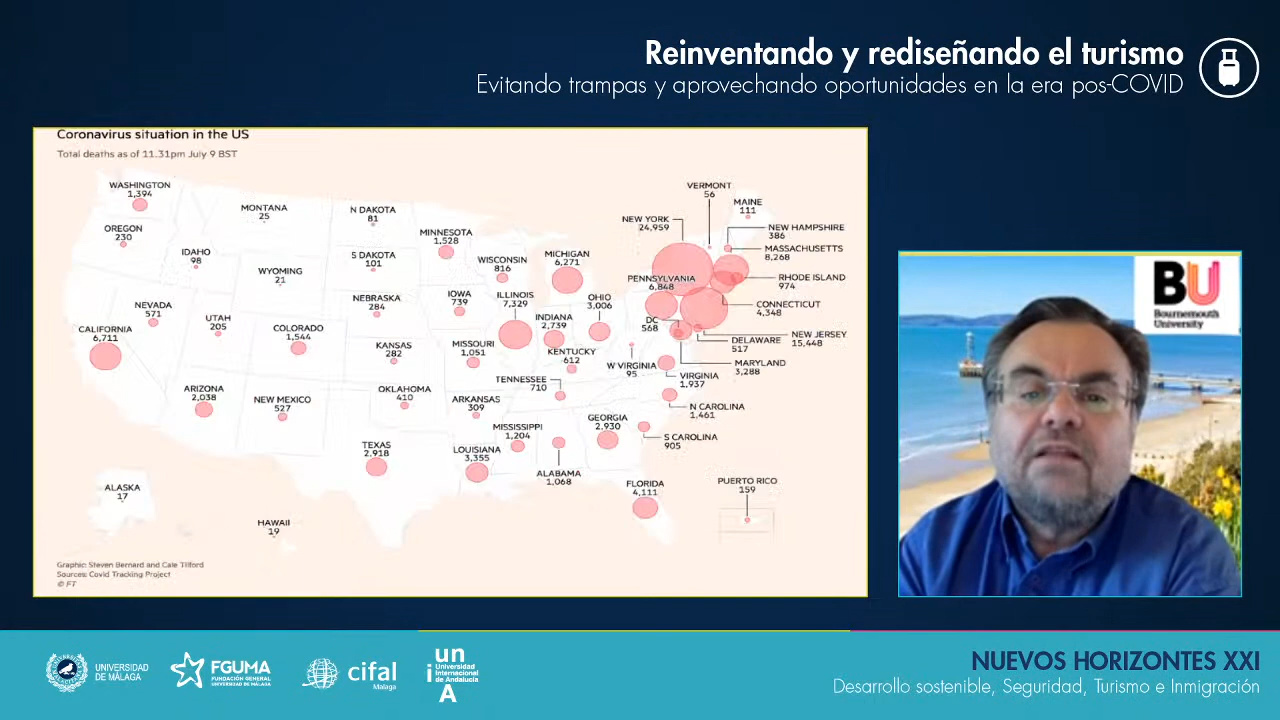 Reinventando y rediseñando el turismo
Evitando trampas y aprovechando oportunidades en la era pos-COVID
Coronavirus situation in the US
Total deaths as of 11.31pm July 9 BST
WASHINGTON
1,394
MONTANA
25
N DAKOTA
81
MINNESOTA
1,528
VERMONT
56
MAINE
111
NEW YORK
24,959
NEW HAMPSHIRE
386
MASSACHUSETTS
8,268
OREGON
230
IDAHO
98
WYOMING
21
S DAKOTA
101
WISCONSIN
816
MICHIGAN
6,271
PENNSYLVANIA
6,848
RHODE ISLAND
974
CONNECTICUT
4,348
NEVADA
571
UTAH
205
COLORADO
1,544
NEBRASKA
284
IOWA
739
ILLINOIS
7,329
INDIANA
2,739
OHIO
3,006
DC
568
NEW JERSEY
15,448
DELAWARE
517
MARYLAND
3,288
CALIFORNIA
6,711
KANSAS
282
MISSOURI
1,051
KENTUCKY
612
W VIRGINIA
95
VIRGINIA
1,937
ARIZONA
2,038
NEW MEXICO
527
OKLAHOMA
410
ARKANSAS
309
TENNESSEE
710
N CAROLINA
1,461
TEXAS
2,918
LOUISIANA
3,355
MISSISSIPPI
1,204
ALABAMA
1,068
GEORGIA
2,930
S CAROLINA
905
FLORIDA
4,111
PUERTO RICO
159
ALASKA
17
HAWAII
19
Graphic: Steven Bernard and Cale Tilford
Sources: Covid Tracking Project
© FT
BU
Bournemouth
University
UNIVERSIDAD
DE MÁLAGA
FGUMA
FUNDACIÓN GENERAL
UNIVERSIDAD DE MÁLAGA
cifal
Málaga
un
i
Universidad
Internacional
de Andalucía
A
NUEVOS HORIZONTES XXI
Desarrollo sostenible, Seguridad, Turismo e Inmigración